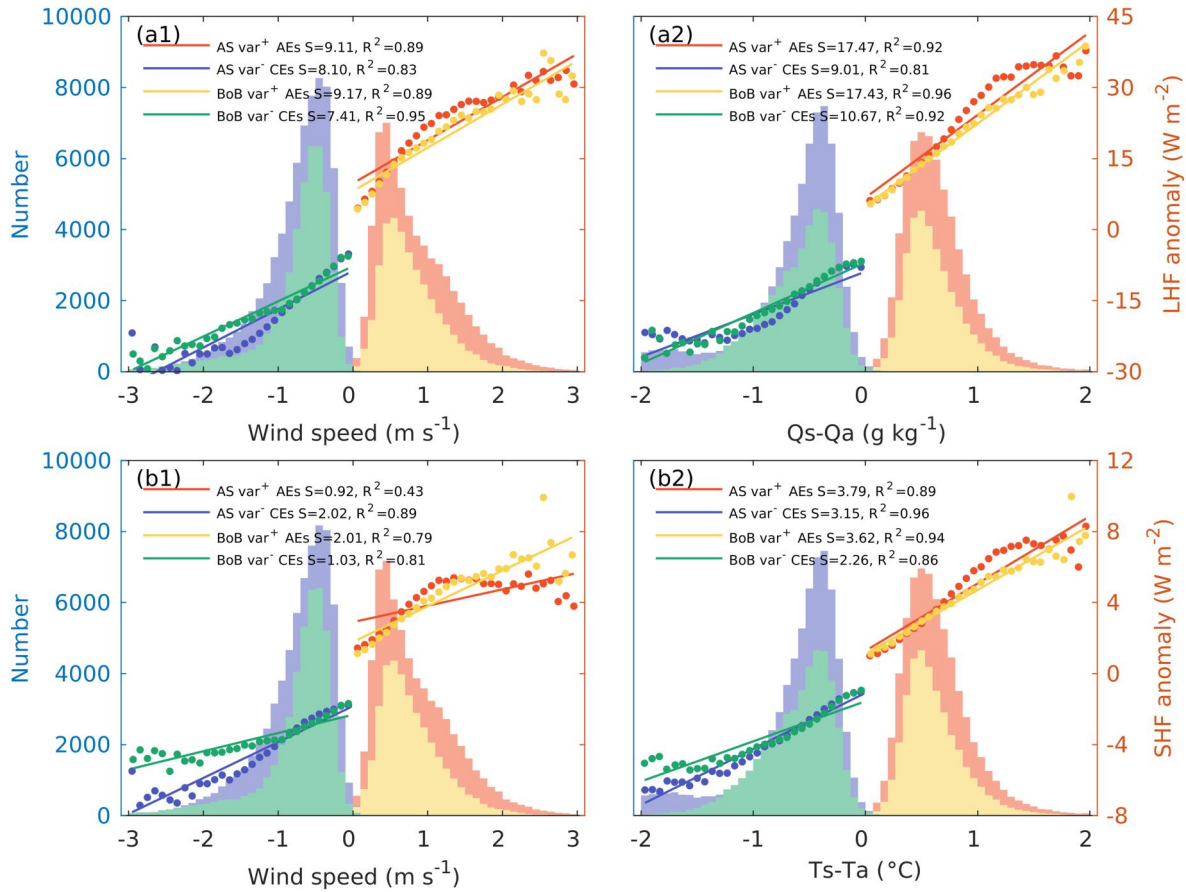 (a1)
AS var+ AEs S=9.11, R2=0.89
AS var- CEs S=8.10, R2=0.83
BoB var+ AEs S=9.17, R2=0.89
BoB var- CEs S=7.41, R2=0.95
10000
8000
6000
4000
2000
0
Number
-3 -2 -1 0 1 2 3
Wind speed (m s-1)
(a2)
AS var+ AEs S=17.47, R2=0.92
AS var- CEs S=9.01, R2=0.81
BoB var+ AEs S=17.43, R2=0.96
BoB var- CEs S=10.67, R2=0.92
45
30
15
0
-15
-30
LHF anomaly (W m-2)
-2 -1 0 1 2
Qs-Qa (g kg-1)
(b1)
AS var+ AEs S=0.92, R2=0.43
AS var- CEs S=2.02, R2=0.89
BoB var+ AEs S=2.01, R2=0.79
BoB var- CEs S=1.03, R2=0.81
10000
8000
6000
4000
2000
0
Number
-3 -2 -1 0 1 2 3
Wind speed (m s-1)
(b2)
AS var+ AEs S=3.79, R2=0.89
AS var- CEs S=3.15, R2=0.96
BoB var+ AEs S=3.62, R2=0.94
BoB var- CEs S=2.26, R2=0.86
12
8
4
0
-4
-8
SHF anomaly (W m-2)
-2 -1 0 1 2
Ts-Ta (°C)